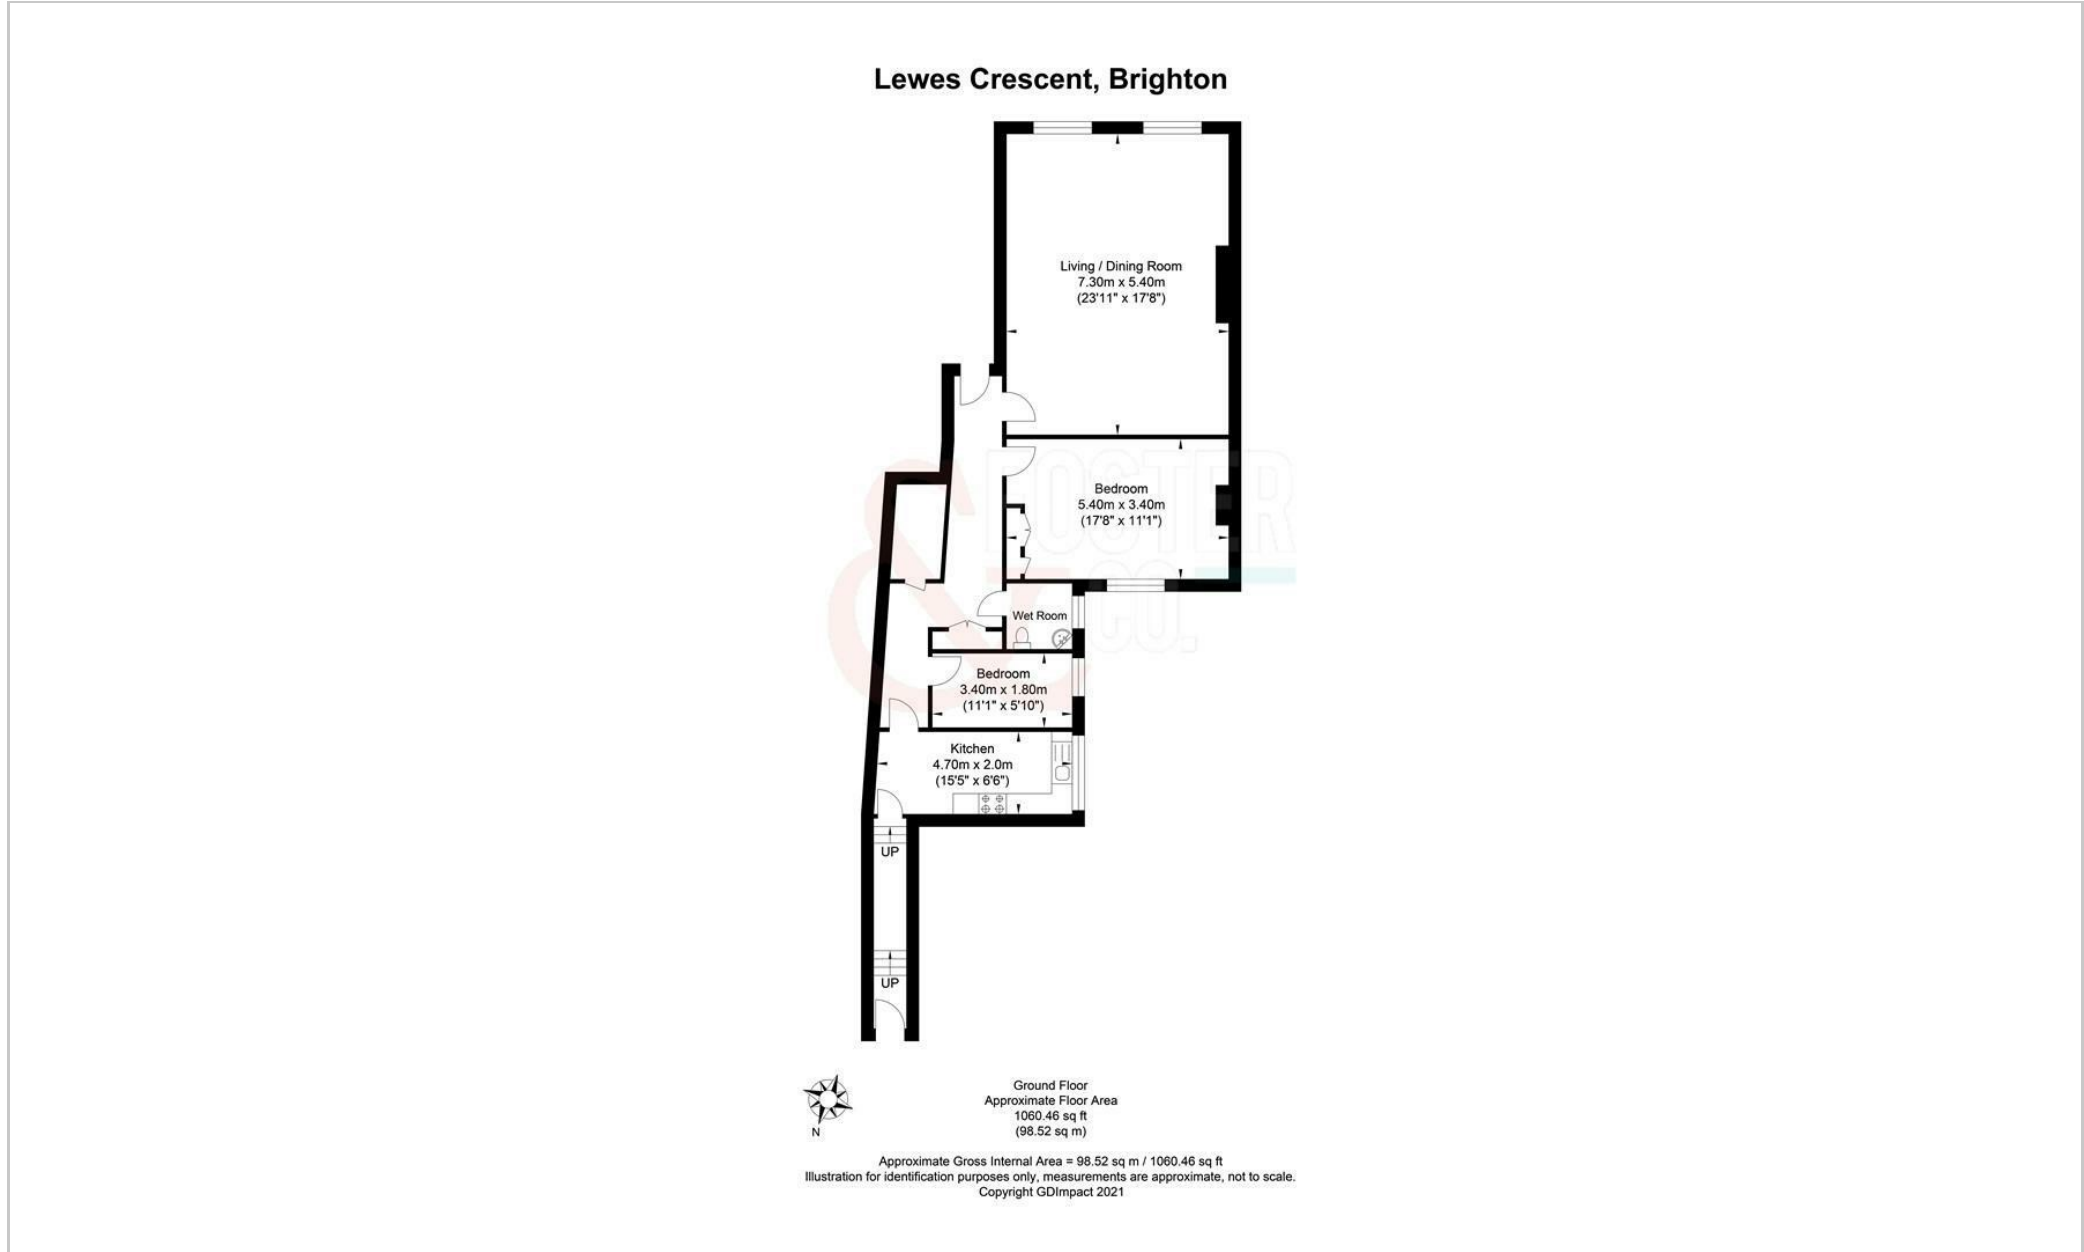 Lewes Crescent, Brighton
Living / Dining Room
7.30m x 5.40m
(23'11" x 17'8")
Bedroom
5.40m x 3.40m
(17'8" x 11'1")
FOSTER
& CO.
Wet Room
Bedroom
3.40m x 1.80m
(11'1" x 5'10")
Kitchen
4.70m x 2.0m
(15'5" x 6'6")
UP
UP
N
Ground Floor
Approximate Floor Area
1060.46 sq ft
(98.52 sq m)
Approximate Gross Internal Area = 98.52 sq m / 1060.46 sq ft
Illustration for identification purposes only, measurements are approximate, not to scale.
Copyright GDImpact 2021